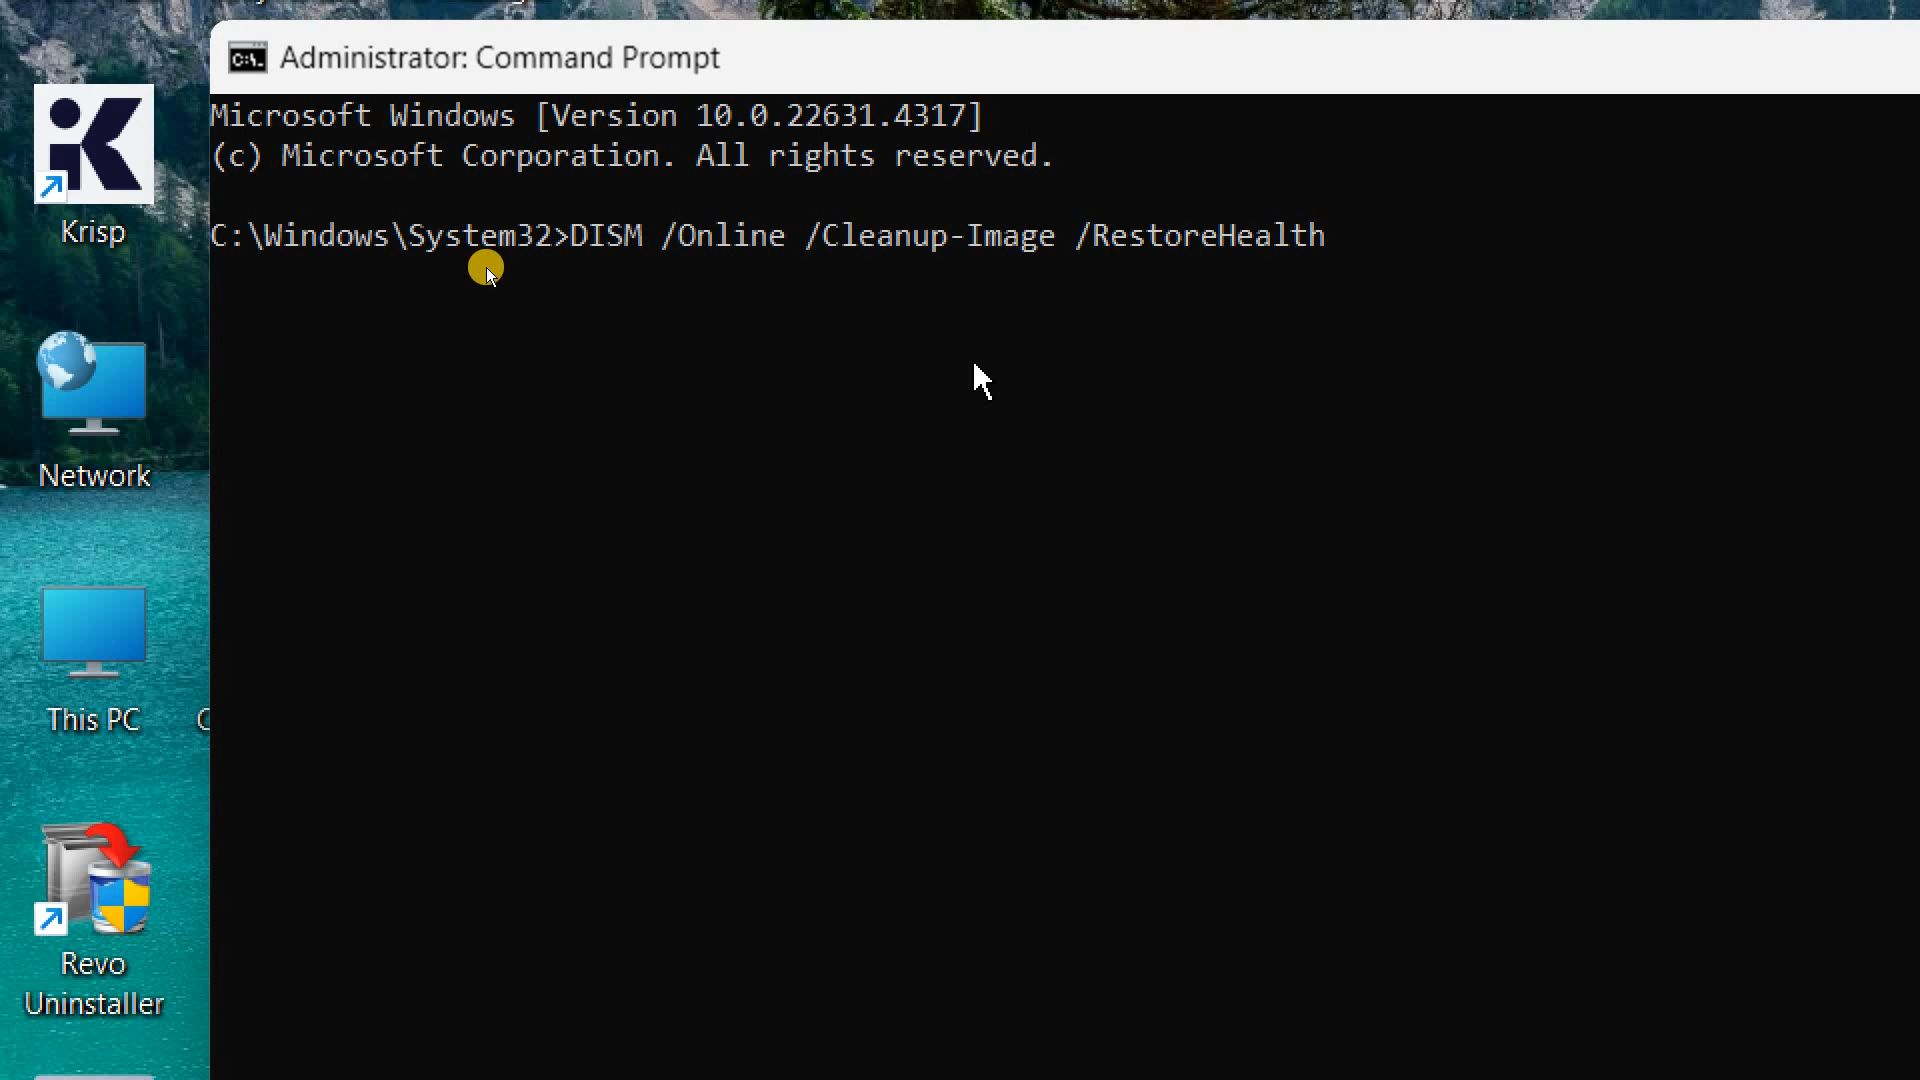 Administrator: Command Prompt
Microsoft Windows [Version 10.0.22631.4317]
(c) Microsoft Corporation. All rights reserved.
C:\Windows\System32>DISM /Online /Cleanup-Image /RestoreHealth
Krisp
Network
This PC
Revo
Uninstaller